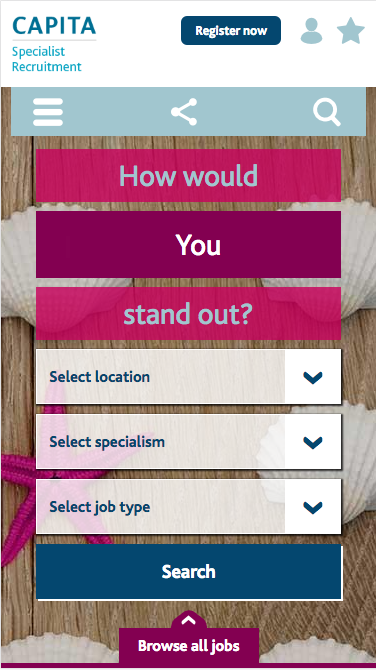 CAPITA
Specialist
Recruitment
Register now
How would
You
stand out?
Select location
Select specialism
Select job type
Search
Browse all jobs